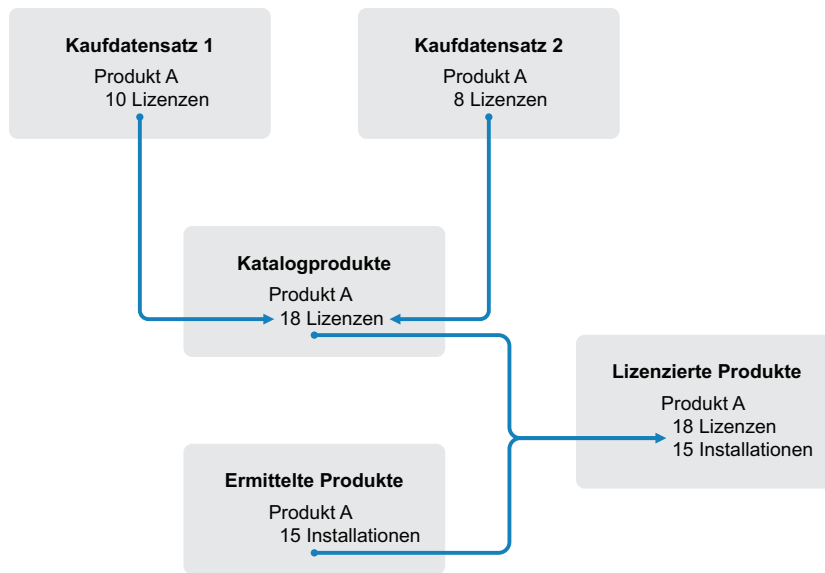 Kaufdatensatz 1
Produkt A
10 Lizenzen
Kaufdatensatz 2
Produkt A
8 Lizenzen
Katalogprodukte
Produkt A
18 Lizenzen
Lizenzierte Produkte
Produkt A
18 Lizenzen
15 Installationen
Ermittelte Produkte
Produkt A
15 Installationen